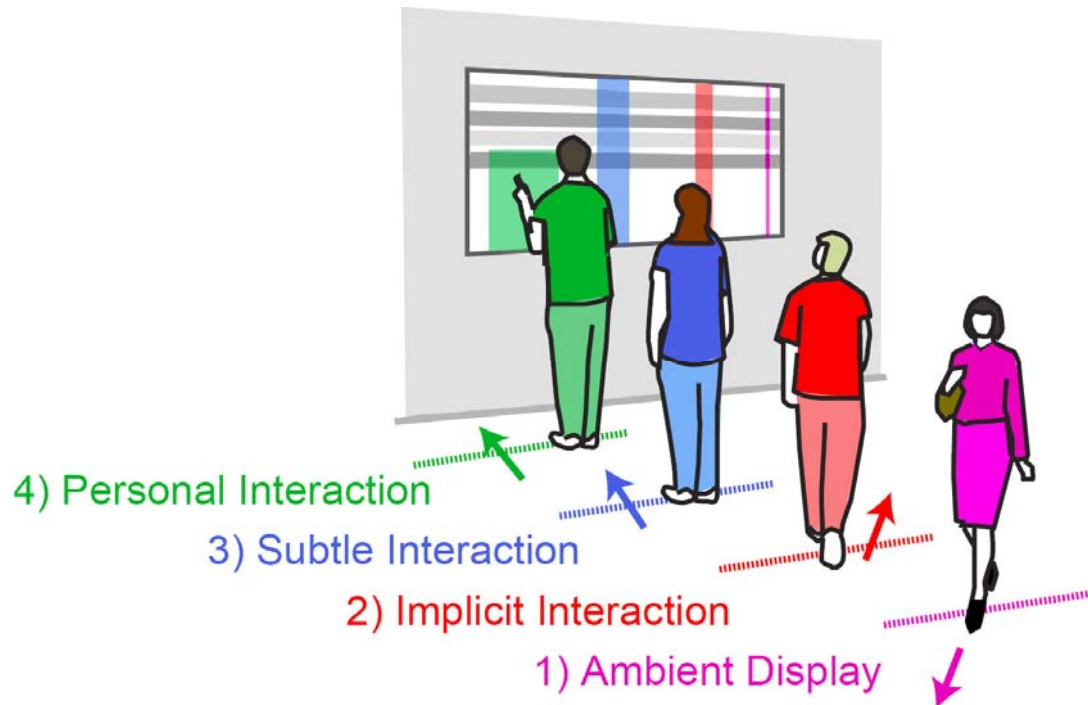 4) Personal Interaction
3) Subtle Interaction
2) Implicit Interaction
1) Ambient Display